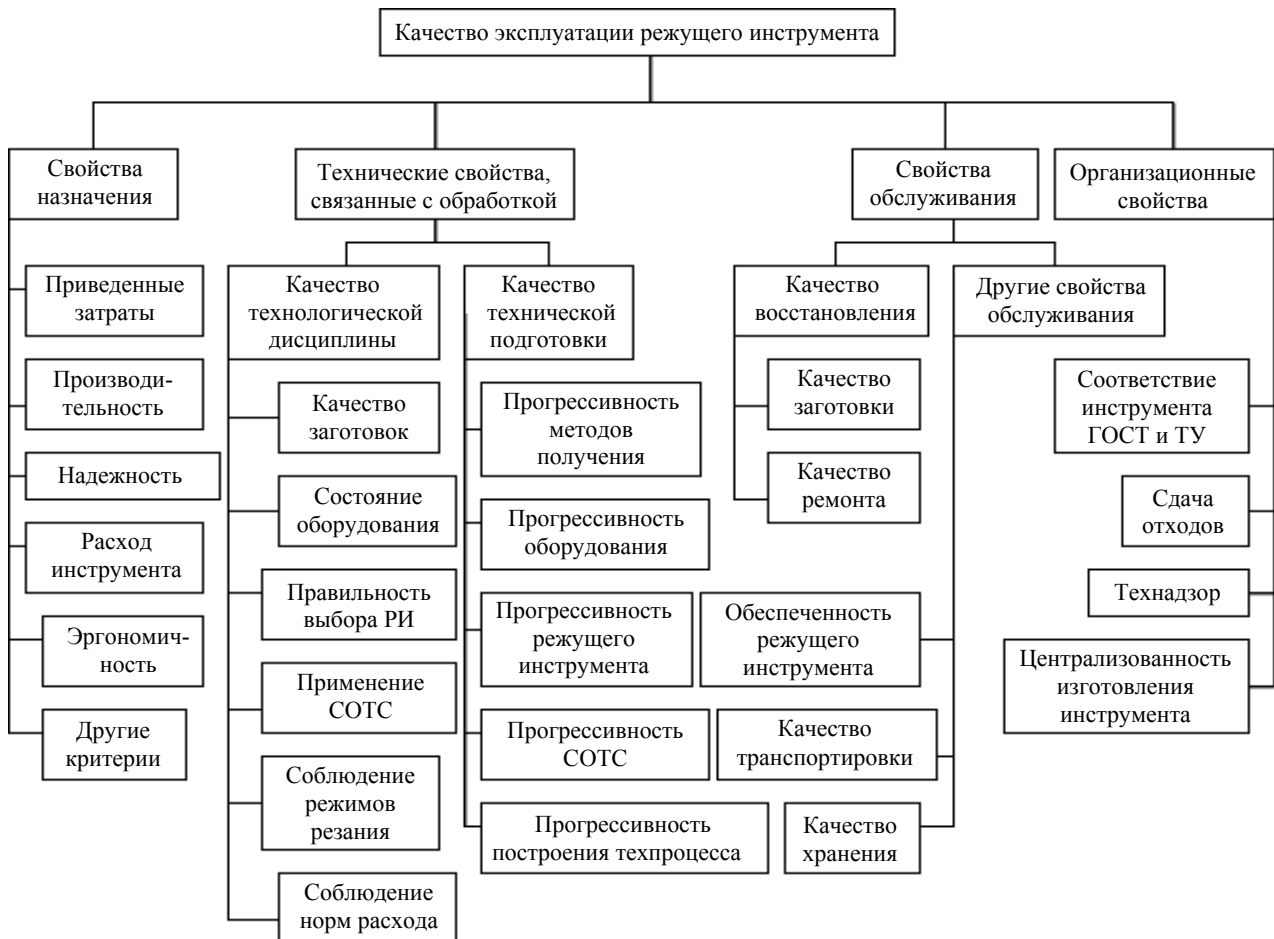 Качество эксплуатации режущего инструмента
Свойства
назначения
Технические свойства,
связанные с обработкой
Свойства
обслуживания
Организационные
свойства
Приведенные
затраты
Производи-
тельность
Надежность
Расход
инструмента
Эргономич-
ность
Другие
критерии
Качество
технологической
дисциплины
Качество
заготовок
Состояние
оборудования
Правильность
выбора РИ
Применение
СОТС
Соблюдение
режимов
резания
Соблюдение
норм расхода
Качество
технической
подготовки
Прогрессивность
методов
получения
Прогрессивность
оборудования
Прогрессивность
режущего
инструмента
Прогрессивность
СОТС
Прогрессивность
построения техпроцесса
Качество
восстановления
Качество
заготовки
Качество
ремонта
Другие свойства
обслуживания
Обеспеченность
режущего
инструмента
Качество
транспортировки
Качество
хранения
Соответствие
инструмента
ГОСТ и ТУ
Сдача
отходов
Технадзор
Централизованность
изготовления
инструмента